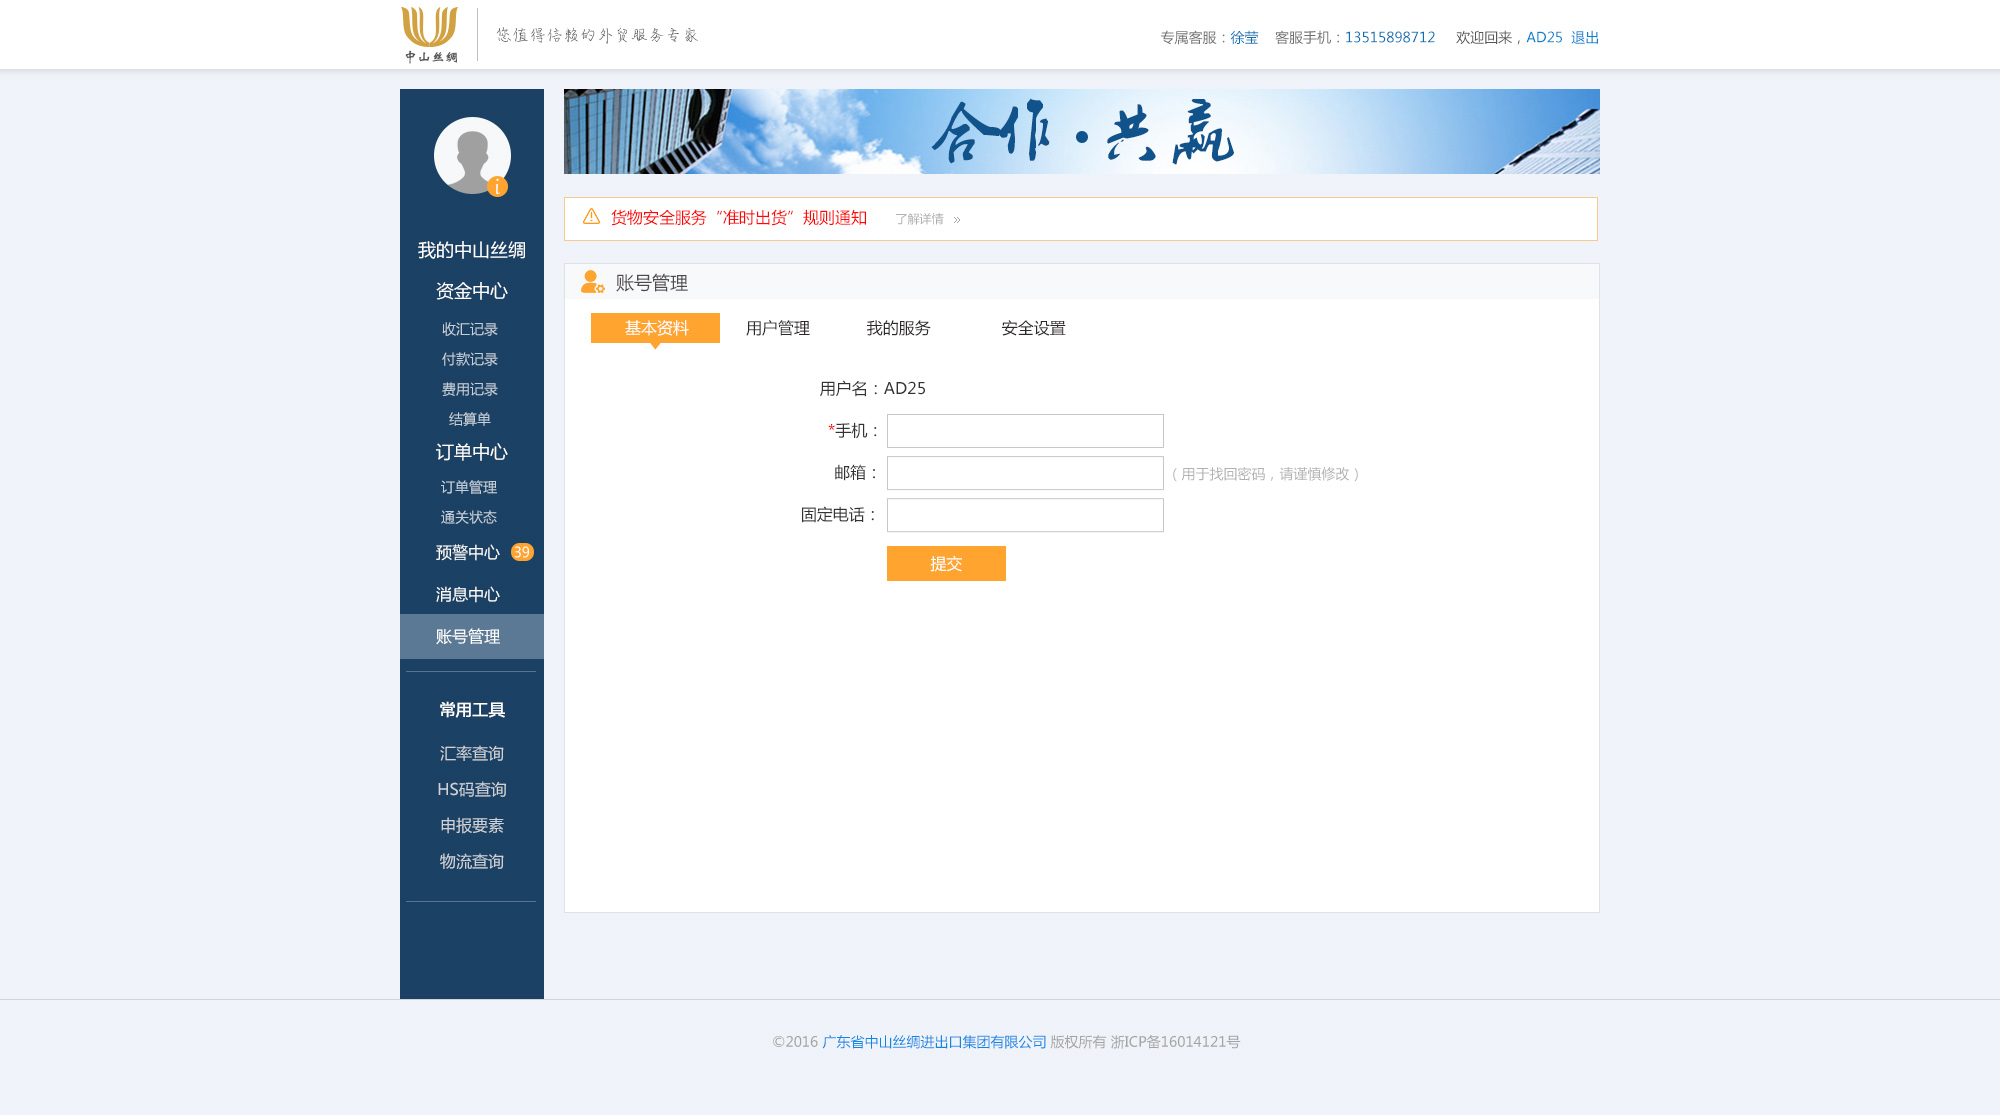 中山丝绸
您值得信赖的外贸服务专家
专属客服：徐莹 客服手机：13515898712 欢迎回来，AD25 退出
合作·共赢
i
货物安全服务“准时出货”规则通知 了解详情 »
我的中山丝绸
资金中心
收汇记录
付款记录
费用记录
结算单
订单中心
订单管理
通关状态
预警中心 39
消息中心
账号管理
常用工具
汇率查询
HS码查询
申报要素
物流查询
账号管理
基本资料 用户管理 我的服务 安全设置
用户名：AD25
*手机：
邮箱： （用于找回密码，请谨慎修改）
固定电话：
提交
©2016 广东省中山丝绸进出口集团有限公司 版权所有 浙ICP备16014121号